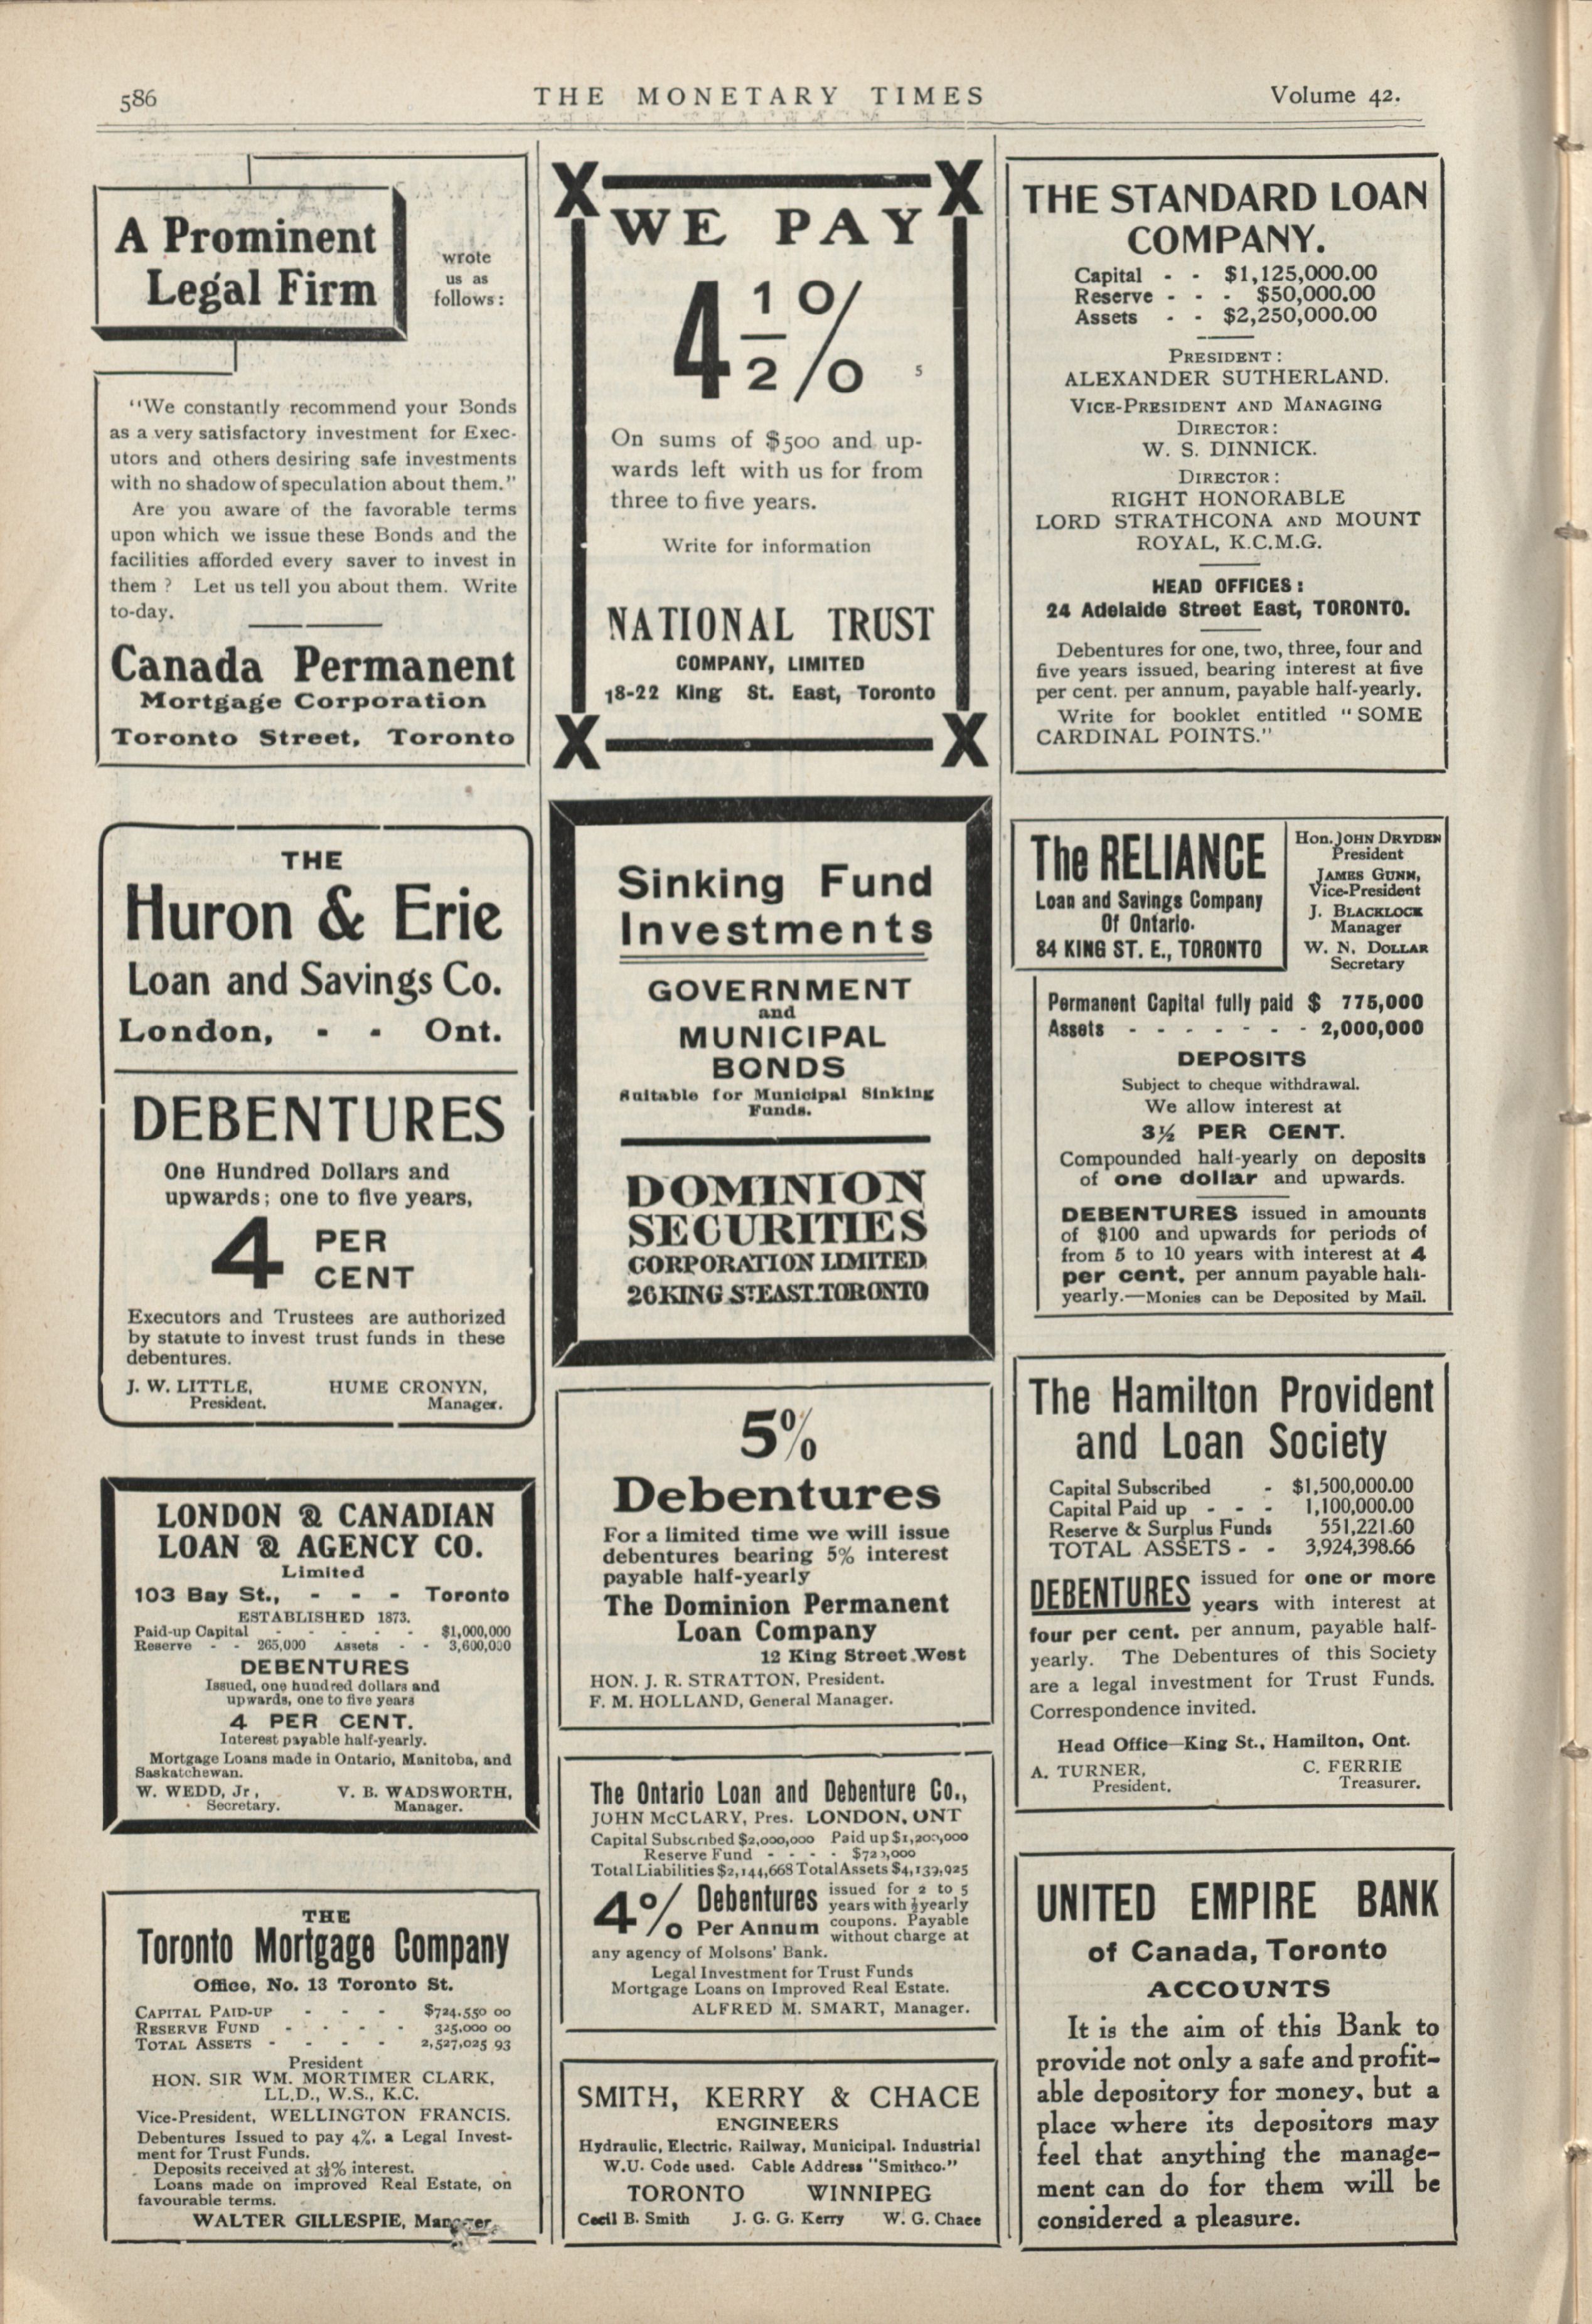 586
THE MONETARY TIMES
Volume 42.
A Prominent
Legal Firm
wrote
us as
follows:
"We constantly recommend your Bonds
as a very satisfactory investment for Exec-
utors and others desiring safe investments
with no shadow of speculation about them."
Are you aware of the favorable terms
upon which we issue these Bonds and the
facilities afforded every saver to invest in
them ? Let us tell you about them. Write
to-day.
Canada Permanent
Mortgage Corporation
Toronto Street, Toronto
THE
Huron & Erie
Loan and Savings Co.
London, - - Ont.
DEBENTURES
One Hundred Dollars and
upwards; one to five years,
4 PER
CENT
Executors and Trustees are authorized
by statute to invest trust funds in these
debentures.
J. W. LITTLE, HUME CRONYN,
President. Manager.
LONDON & CANADIAN
LOAN & AGENCY CO.
Limited
103 Bay St., - - - Toronto
ESTABLISHED 1873.
Paid-up Capital - - - - - $1,000,000
Reserve - - 265,000 Assets - - 3,600,000
DEBENTURES
Issued, one hundred dollars and
upwards, one to five years
4 PER CENT.
Interest payable half-yearly.
Mortgage Loans made in Ontario, Manitoba, and
Saskatchewan.
W. WEDD, Jr, V. B. WADSWORTH,
Secretary. Manager.
THE
Toronto Mortgage Company
Office, No. 13 Toronto St.
CAPITAL PAID-UP - - - $724,550 00
RESERVE FUND - - - - 325,000 00
TOTAL ASSETS - - - - 2,527,025 93
President
HON. SIR WM. MORTIMER CLARK,
LL.D., W.S., K.C.
Vice-President, WELLINGTON FRANCIS.
Debentures Issued to pay 4%, a Legal Invest-
ment for Trust Funds.
Deposits received at 3½% interest.
Loans made on improved Real Estate, on
favourable terms.
WALTER GILLESPIE, Manager.
X X
WE PAY
4½%
5
On sums of $500 and up-
wards left with us for from
three to five years.
Write for information
NATIONAL TRUST
COMPANY, LIMITED
18-22 King St. East, Toronto
X X
Sinking Fund
Investments
GOVERNMENT
and
MUNICIPAL
BONDS
Suitable for Municipal Sinking
Funds.
DOMINION
SECURITIES
CORPORATION LIMITED
26 KING ST EAST. TORONTO
5%
Debentures
For a limited time we will issue
debentures bearing 5% interest
payable half-yearly
The Dominion Permanent
Loan Company
12 King Street West
HON. J. R. STRATTON, President.
F. M. HOLLAND, General Manager.
The Ontario Loan and Debenture Co.,
JOHN McCLARY, Pres. LONDON, ONT
Capital Subscribed $2,000,000 Paid up $1,200,000
Reserve Fund - - - -
Total Liabilities $2,144,668 Total Assets $4,139,925
4% Debentures
Per Annum
issued for 2 to 5
years with ½ yearly
coupons. Payable
without charge at
any agency of Molsons' Bank.
Legal Investment for Trust Funds
Mortgage Loans on Improved Real Estate.
ALFRED M. SMART, Manager.
SMITH, KERRY & CHACE
ENGINEERS
Hydraulic, Electric, Railway, Municipal. Industrial
W.U. Code used. Cable Address "Smithco."
TORONTO WINNIPEG
Cecil B. Smith J. G. G. Kerry W. G. Chace
THE STANDARD LOAN
COMPANY.
Capital - - $1,125,000.00
Reserve - - - $50,000.00
Assets - - $2,250,000.00
PRESIDENT:
ALEXANDER SUTHERLAND.
VICE-PRESIDENT AND MANAGING
DIRECTOR:
W. S. DINNICK.
DIRECTOR:
RIGHT HONORABLE
LORD STRATHCONA AND MOUNT
ROYAL, K.C.M.G.
HEAD OFFICES:
24 Adelaide Street East, TORONTO.
Debentures for one, two, three, four and
five years issued, bearing interest at five
per cent. per annum, payable half-yearly.
Write for booklet entitled "SOME
CARDINAL POINTS."
The RELIANCE
Loan and Savings Company
Of Ontario.
84 KING ST. E., TORONTO
Hon. JOHN DRYDEN
President
JAMES GUNN,
Vice-President
J. BLACKLOCK
Manager
W. N. DOLLAR
Secretary
Permanent Capital fully paid $ 775,000
Assets - - - - - - - 2,000,000
DEPOSITS
Subject to cheque withdrawal.
We allow interest at
3½ PER CENT.
Compounded half-yearly on deposits
of one dollar and upwards.
DEBENTURES issued in amounts
of $100 and upwards for periods of
from 5 to 10 years with interest at 4
per cent. per annum payable half-
yearly.—Monies can be Deposited by Mail.
The Hamilton Provident
and Loan Society
Capital Subscribed - $1,500,000.00
Capital Paid up - - - 1,100,000.00
Reserve & Surplus Funds 551,221.60
TOTAL ASSETS - - 3,924,398.66
DEBENTURES issued for one or more
years with interest at
four per cent. per annum, payable half-
yearly. The Debentures of this Society
are a legal investment for Trust Funds.
Correspondence invited.
Head Office—King St., Hamilton, Ont.
A. TURNER, C. FERRIE
President, Treasurer.
UNITED EMPIRE BANK
of Canada, Toronto
ACCOUNTS
It is the aim of this Bank to
provide not only a safe and profit-
able depository for money, but a
place where its depositors may
feel that anything the manage-
ment can do for them will be
considered a pleasure.